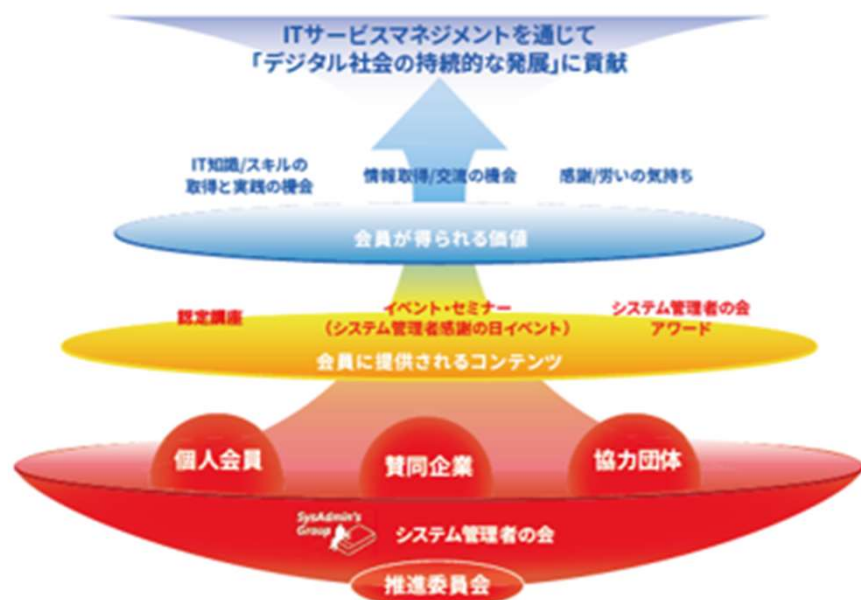 ITサービスマネジメントを通じて
「デジタル社会の持続的な発展」に貢献
IT知識/スキルの
取得と実践の機会
情報取得/交流の機会
感謝/労いの気持ち
会員が得られる価値
認定講座
イベント・セミナー
（システム管理者感謝の日イベント）
システム管理者の会
アワード
会員に提供されるコンテンツ
個人会員
賛同企業
協力団体
SysAdmin's
Group
システム管理者の会
推進委員会